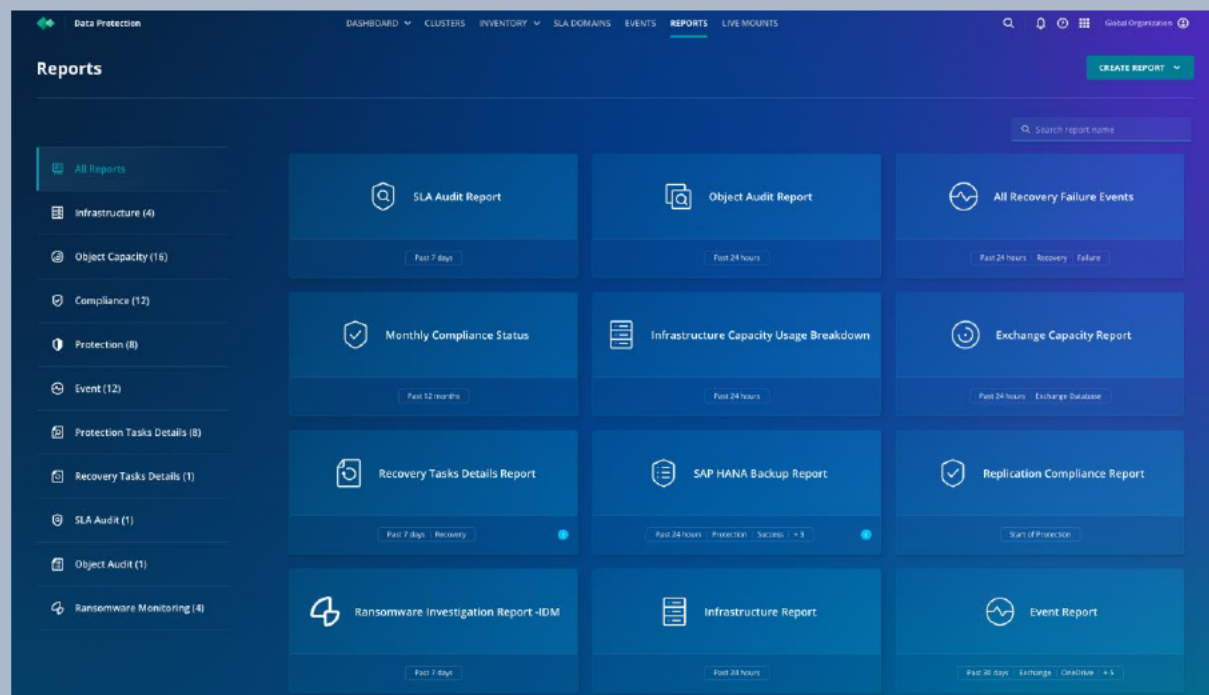 Data Protection
DASHBOARD
CLUSTERS
INVENTORY
SLA DOMAINS
EVENTS
REPORTS
LIVE MOUNTS
Global Organization
Reports
CREATE REPORT
Search report name
All Reports
Infrastructure (4)
Object Capacity (16)
Compliance (12)
Protection (8)
Event (12)
Protection Tasks Details (8)
Recovery Tasks Details (1)
SLA Audit (1)
Object Audit (1)
Ransomware Monitoring (4)
SLA Audit Report
Past 7 days
Object Audit Report
Past 24 hours
All Recovery Failure Events
Past 24 hours | Recovery | Failure
Monthly Compliance Status
Past 12 months
Infrastructure Capacity Usage Breakdown
Past 24 hours
Exchange Capacity Report
Past 24 hours | Exchange Database
Recovery Tasks Details Report
Past 7 days | Recovery
SAP HANA Backup Report
Past 24 hours | Protection | Success | + 3
Replication Compliance Report
Start of Protection
Ransomware Investigation Report -IDM
Past 7 days
Infrastructure Report
Past 24 hours
Event Report
Past 30 days | Exchange | OneDrive | + 5